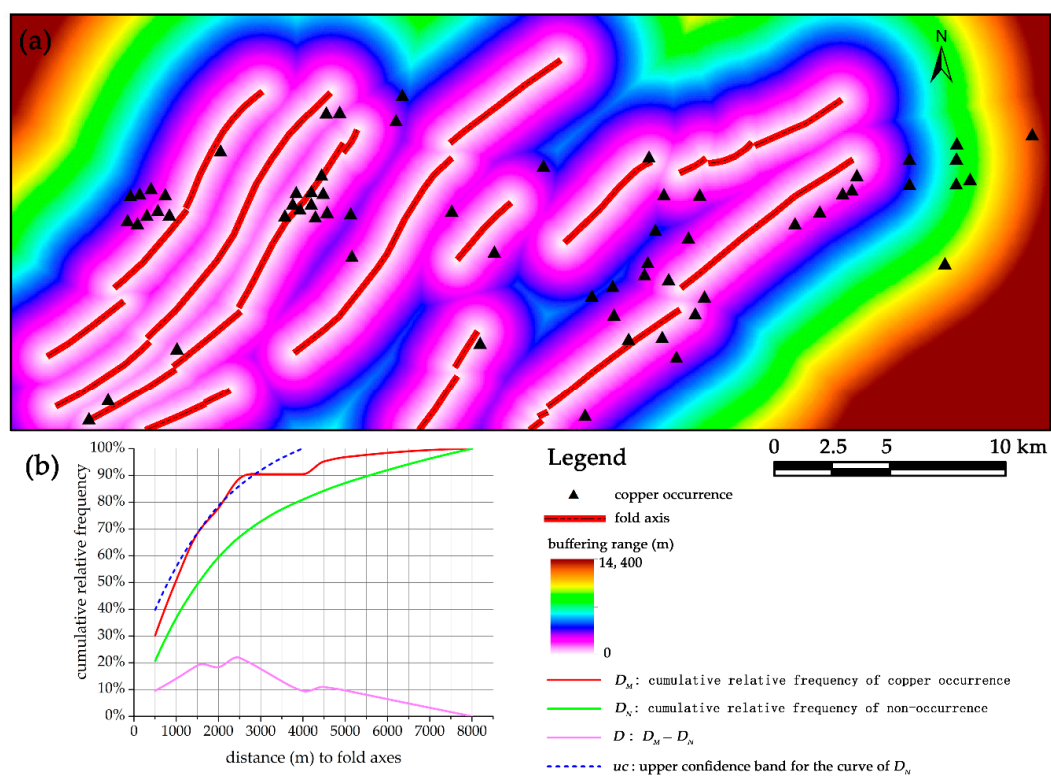 (a)
N
(b)
100%
90%
80%
70%
60%
50%
40%
30%
20%
10%
0%
cumulative relative frequency
0 1000 2000 3000 4000 5000 6000 7000 8000
distance (m) to fold axes
Legend
0 2.5 5 10 km
copper occurrence
fold axis
buffering range (m)
14, 400
0
D_M: cumulative relative frequency of copper occurrence
D_N: cumulative relative frequency of non-occurrence
D: D_M − D_N
uc: upper confidence band for the curve of D_N